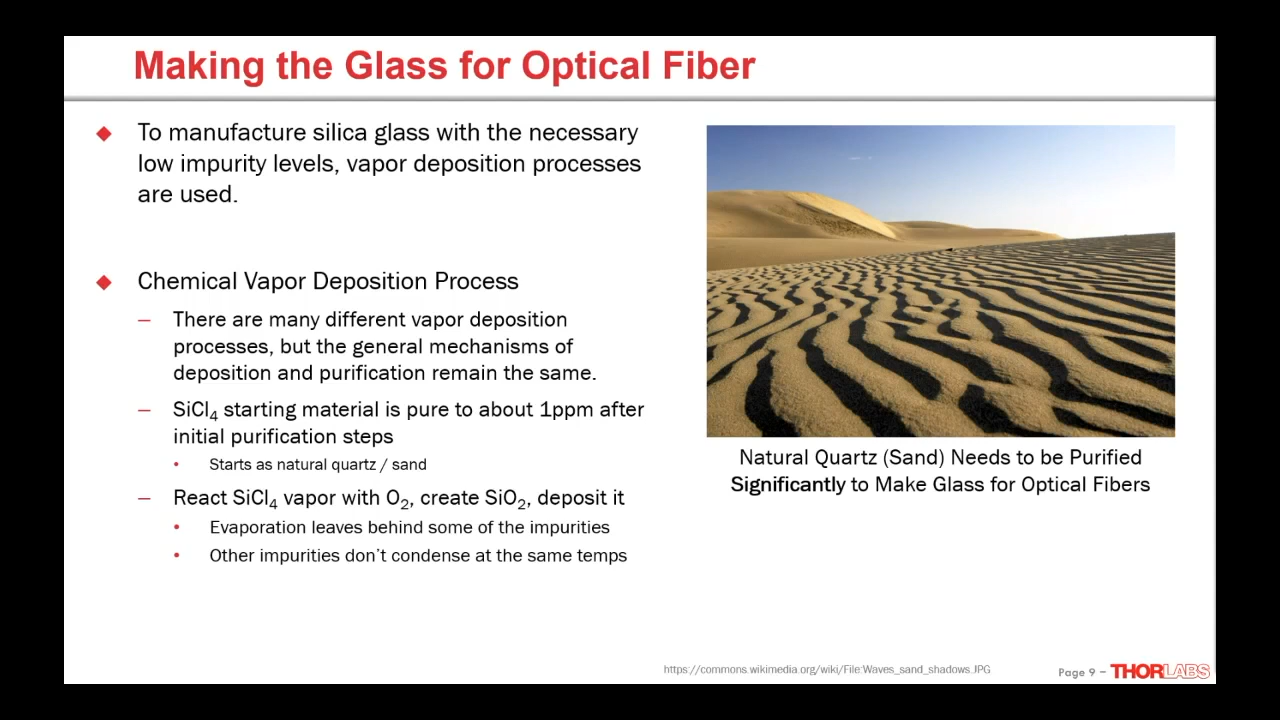 Making the Glass for Optical Fiber
To manufacture silica glass with the necessary
low impurity levels, vapor deposition processes
are used.
Chemical Vapor Deposition Process
– There are many different vapor deposition
processes, but the general mechanisms of
deposition and purification remain the same.
– SiCl₄ starting material is pure to about 1ppm after
initial purification steps
• Starts as natural quartz / sand
– React SiCl₄ vapor with O₂, create SiO₂, deposit it
• Evaporation leaves behind some of the impurities
• Other impurities don't condense at the same temps
Natural Quartz (Sand) Needs to be Purified
Significantly to Make Glass for Optical Fibers
https://commons.wikimedia.org/wiki/File:Waves_sand_shadows.JPG
Page 9 – THORLABS